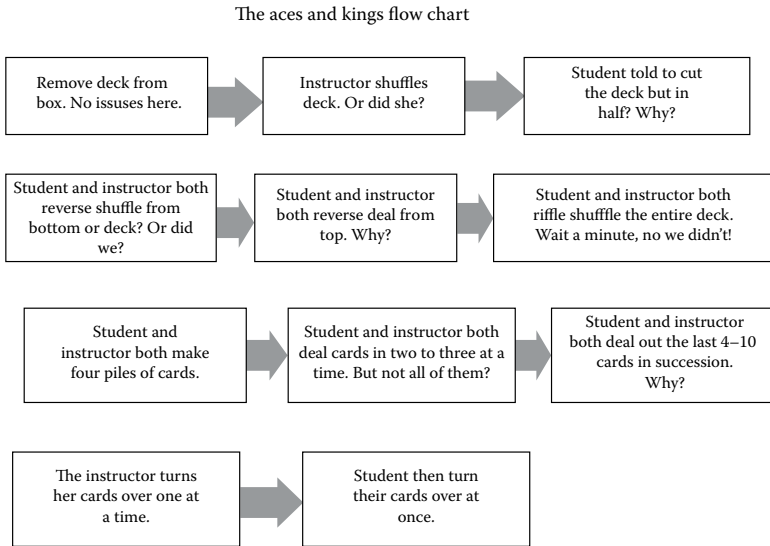 The aces and kings flow chart
Remove deck from
box. No issuses here.
Instructor shuffles
deck. Or did she?
Student told to cut
the deck but in
half? Why?
Student and instructor both
reverse shuffle from
bottom or deck? Or did
we?
Student and instructor
both reverse deal from
top. Why?
Student and instructor both
riffle shufffle the entire deck.
Wait a minute, no we didn't!
Student and
instructor both make
four piles of cards.
Student and instructor both
deal cards in two to three at a
time. But not all of them?
Student and instructor
both deal out the last 4–10
cards in succession.
Why?
The instructor turns
her cards over one at
a time.
Student then turn
their cards over at
once.